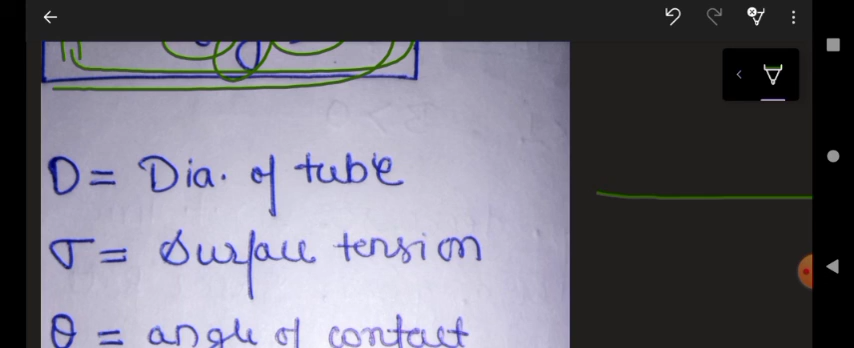 D = Dia. of tube
σ = Surface tension
θ = angle of contact